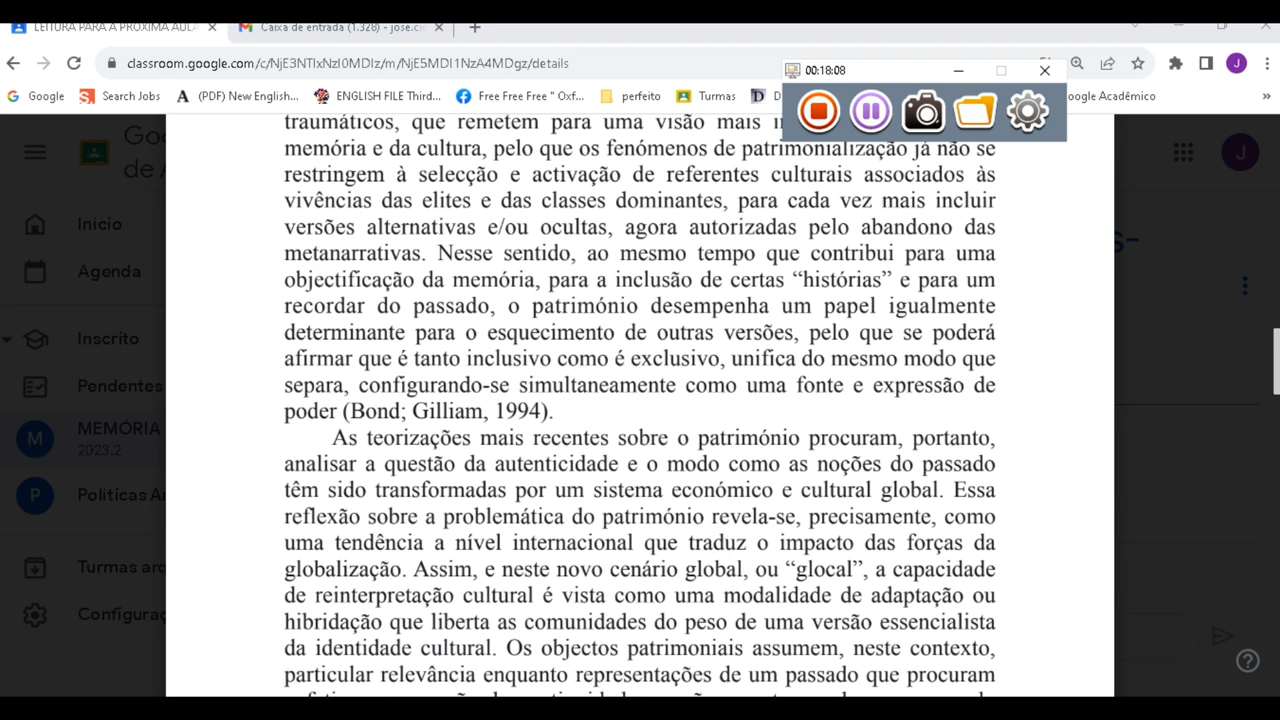 LEITURA PARA A PROXIMA AULA
Caixa de entrada (1.328) - jose.ci
classroom.google.com/c/NjE3NTIxNzI0MDIz/m/NjE5MDI1NzA4MDgz/details
00:18:08
J
Google
Search Jobs
(PDF) New English...
ENGLISH FILE Third...
Free Free Free " Oxf...
perfeito
Turmas
D
oogle Acadêmico
»
Goo
de A
J
Início
Agenda
Inscrito
Pendentes
M
MEMÓRIA
2023.2
P
Políticas A
Turmas arq
Configuraç
s-
traumáticos, que remetem para uma visão mais
memória e da cultura, pelo que os fenómenos de patrimonialização já não se
restringem à selecção e activação de referentes culturais associados às
vivências das elites e das classes dominantes, para cada vez mais incluir
versões alternativas e/ou ocultas, agora autorizadas pelo abandono das
metanarrativas. Nesse sentido, ao mesmo tempo que contribui para uma
objectificação da memória, para a inclusão de certas “histórias” e para um
recordar do passado, o património desempenha um papel igualmente
determinante para o esquecimento de outras versões, pelo que se poderá
afirmar que é tanto inclusivo como é exclusivo, unifica do mesmo modo que
separa, configurando-se simultaneamente como uma fonte e expressão de
poder (Bond; Gilliam, 1994).
As teorizações mais recentes sobre o património procuram, portanto,
analisar a questão da autenticidade e o modo como as noções do passado
têm sido transformadas por um sistema económico e cultural global. Essa
reflexão sobre a problemática do património revela-se, precisamente, como
uma tendência a nível internacional que traduz o impacto das forças da
globalização. Assim, e neste novo cenário global, ou “glocal”, a capacidade
de reinterpretação cultural é vista como uma modalidade de adaptação ou
hibridação que liberta as comunidades do peso de uma versão essencialista
da identidade cultural. Os objectos patrimoniais assumem, neste contexto,
particular relevância enquanto representações de um passado que procuram